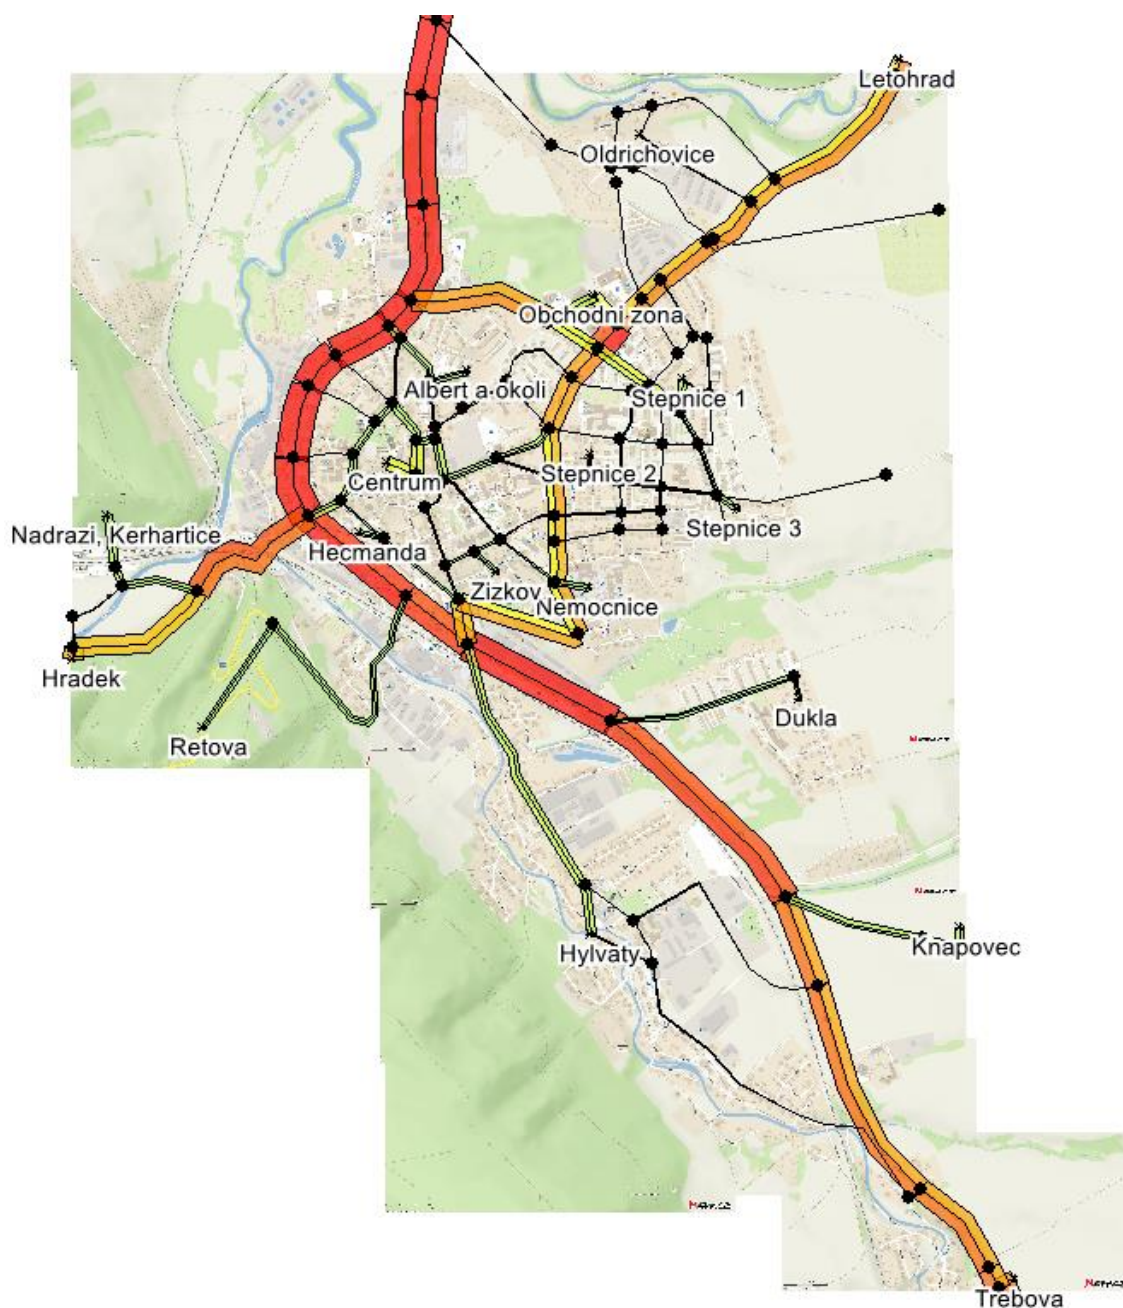 Letohrad
Oldrichovice
Obchodni zona
Albert a okoli
Stepnice 1
Centrum
Stepnice 2
Nadrazi, Kerhartice
Hecmanda
Stepnice 3
Zizkov
Nemocnice
Hradek
Retova
Dukla
Hylvaty
Knapovec
Trebova